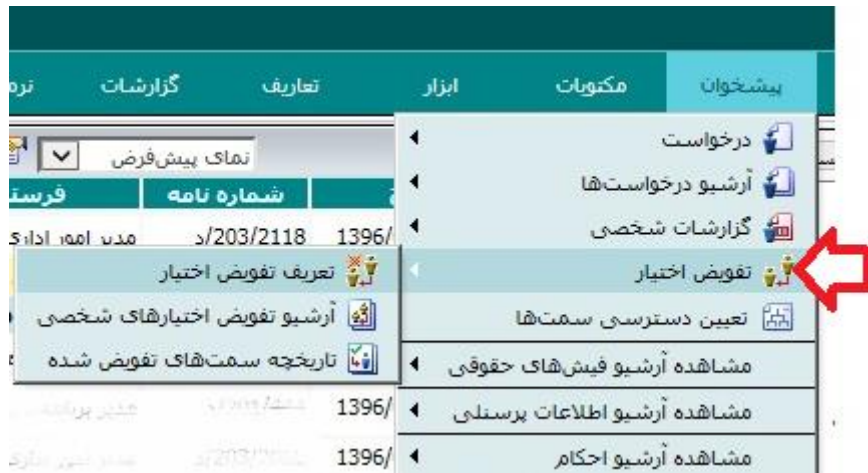 پیشخوان
مکتوبات
ابزار
تعاریف
گزارشات
درخواست
آرشیو درخواست‌ها
گزارشات شخصی
تفویض اختیار
تعیین دسترسی سمت‌ها
مشاهده آرشیو فیش‌های حقوقی
مشاهده آرشیو اطلاعات پرسنلی
مشاهده آرشیو احکام
تعریف تفویض اختیار
آرشیو تفویض اختیارهای شخصی
تاریخچه سمت‌های تفویض شده
نمای پیش‌فرض
شماره نامه
1396/ د/203/2118 مدیر امور اداری
1396/
1396/